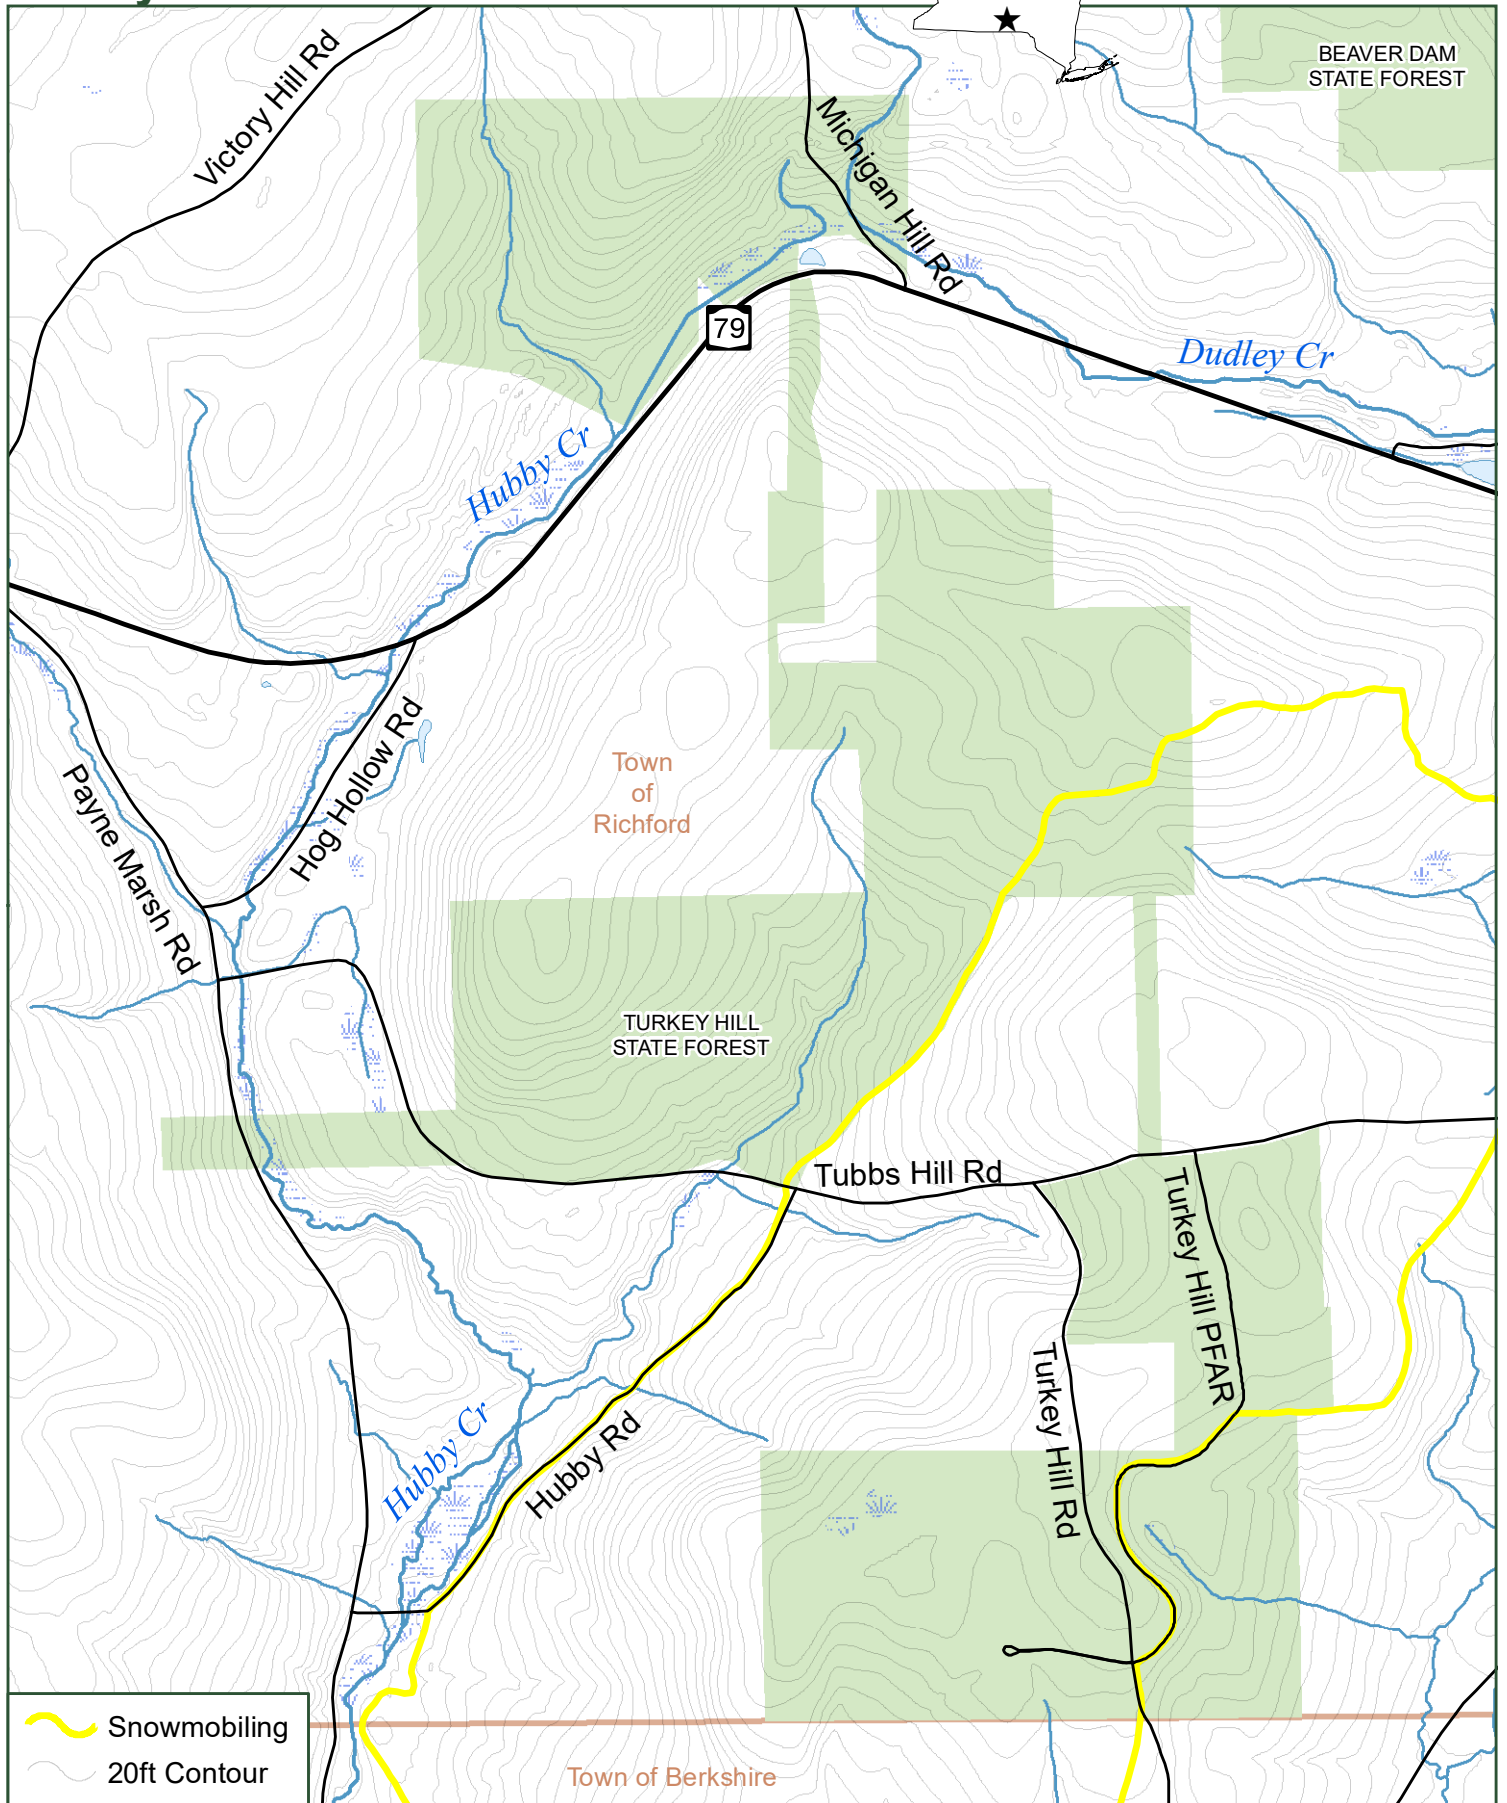 Victory Hill Rd
BEAVER DAM
STATE FOREST
Michigan Hill Rd
79
Dudley Cr
Hubby Cr
Hog Hollow Rd
Payne Marsh Rd
Town
of
Richford
TURKEY HILL
STATE FOREST
Tubbs Hill Rd
Turkey Hill PFAR
Turkey Hill Rd
Hubby Cr
Hubby Rd
Snowmobiling
20ft Contour
Town of Berkshire